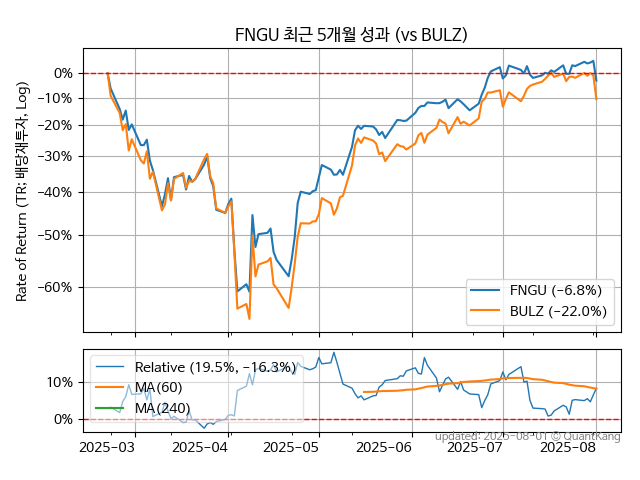 FNGU 최근 5개월 성과 (vs BULZ)
Rate of Return (TR: 배당재투자, Log)
0%
−10%
−20%
−30%
−40%
−50%
−60%
FNGU (−6.8%)
BULZ (−22.0%)
10%
0%
Relative (19.5%, −16.3%)
MA(60)
MA(240)
2025−03
2025−04
2025−05
2025−06
2025−07
2025−08
updated: 2025−08−01 © QuantKang